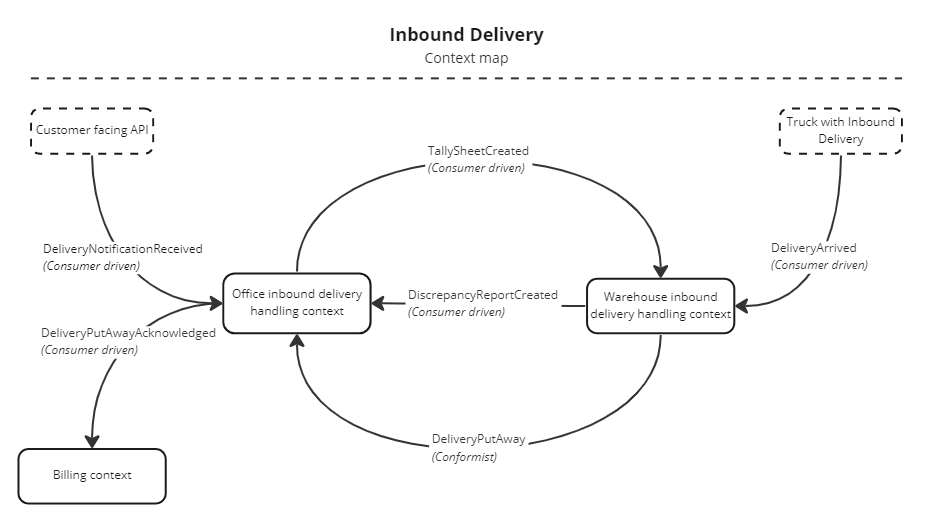 Inbound Delivery
Context map
Customer facing API
Truck with Inbound
Delivery
TallySheetCreated
(Consumer driven)
DeliveryNotificationReceived
(Consumer driven)
DeliveryArrived
(Consumer driven)
Office inbound delivery
handling context
DiscrepancyReportCreated
(Consumer driven)
Warehouse inbound
delivery handling context
DeliveryPutAwayAcknowledged
(Consumer driven)
DeliveryPutAway
(Conformist)
Billing context